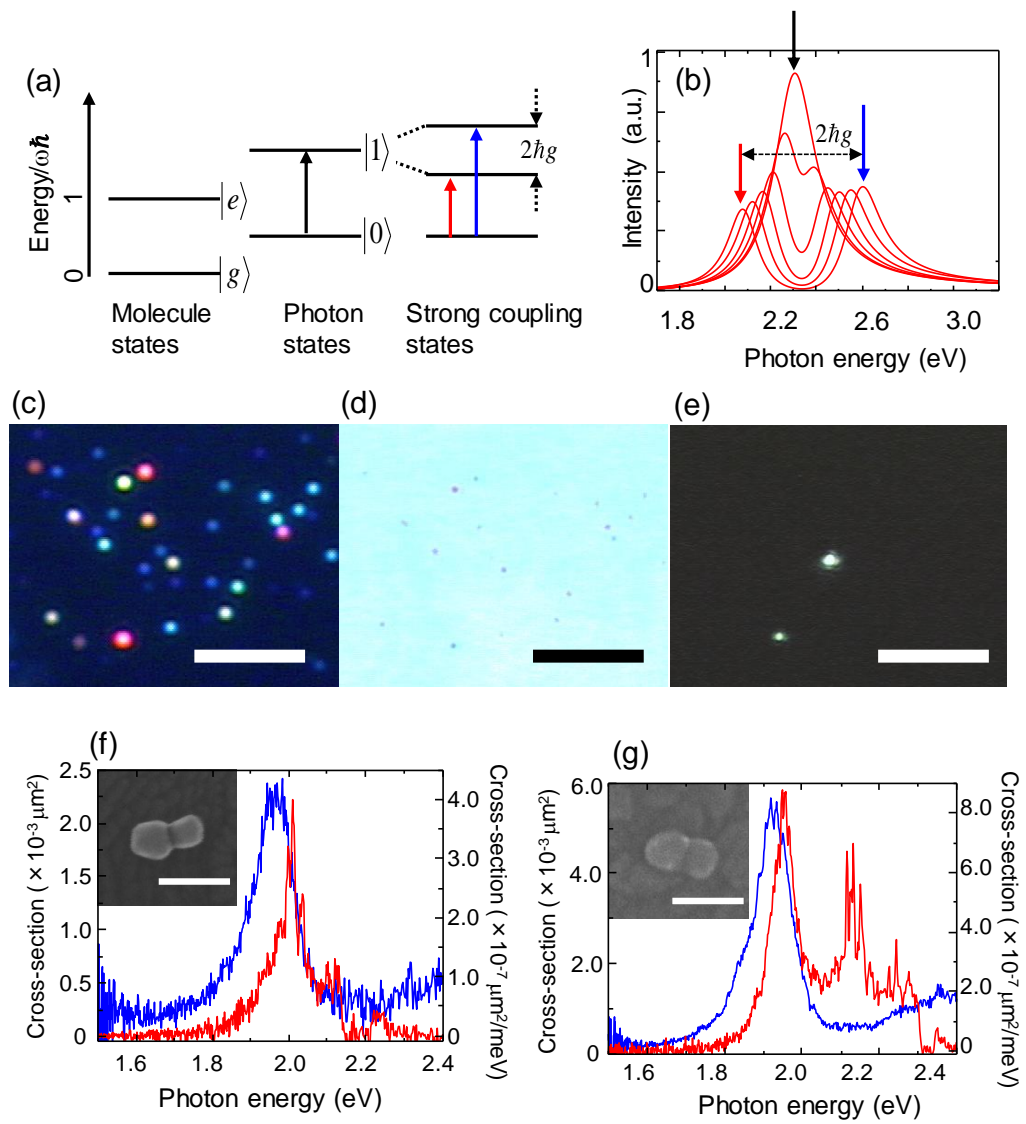 (a)
Energy/ωħ
1
0
|e⟩
|g⟩
|1⟩
|0⟩
2ħg
Molecule
states
Photon
states
Strong coupling
states
(b)
1
0
Intensity (a.u.)
2ħg
1.8
2.2
2.6
3.0
Photon energy (eV)
(c)
(d)
(e)
(f)
2.5
2.0
1.5
1.0
0.5
0
Cross-section (×10⁻³ μm²)
4.0
3.0
2.0
1.0
0
Cross-section (×10⁻⁷ μm²/meV)
1.6
1.8
2.0
2.2
2.4
Photon energy (eV)
(g)
6.0
4.0
2.0
0
Cross-section (×10⁻³ μm²)
8.0
6.0
4.0
2.0
0
Cross-section (×10⁻⁷ μm²/meV)
1.6
1.8
2.0
2.2
2.4
Photon energy (eV)